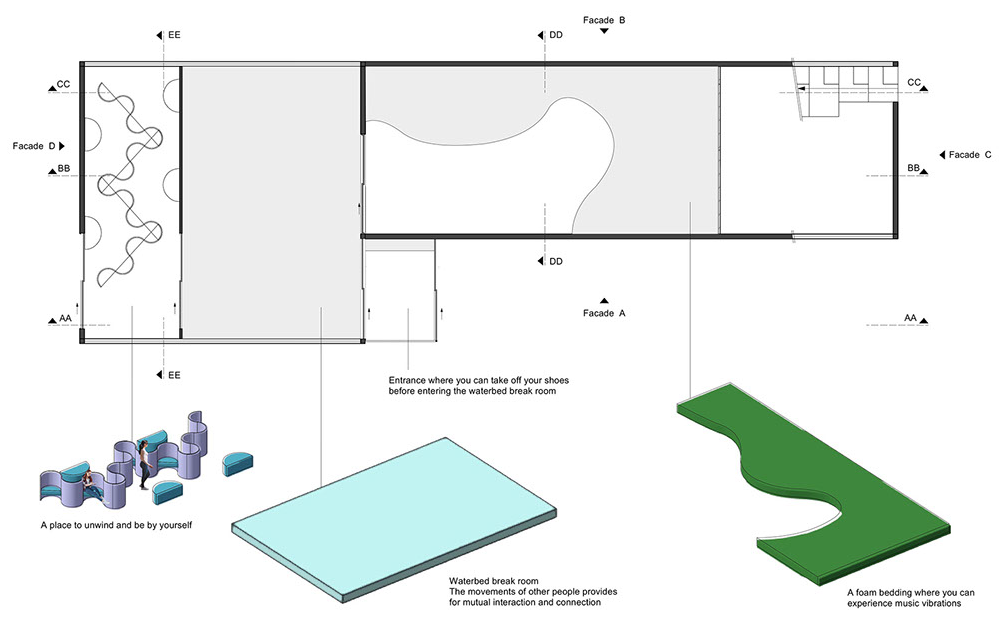 Facade B
EE
DD
CC
CC
Facade D
Facade C
BB
BB
DD
AA
Facade A
AA
EE
Entrance where you can take off your shoes
before entering the waterbed break room
A place to unwind and be by yourself
Waterbed break room
The movements of other people provides
for mutual interaction and connection
A foam bedding where you can
experience music vibrations